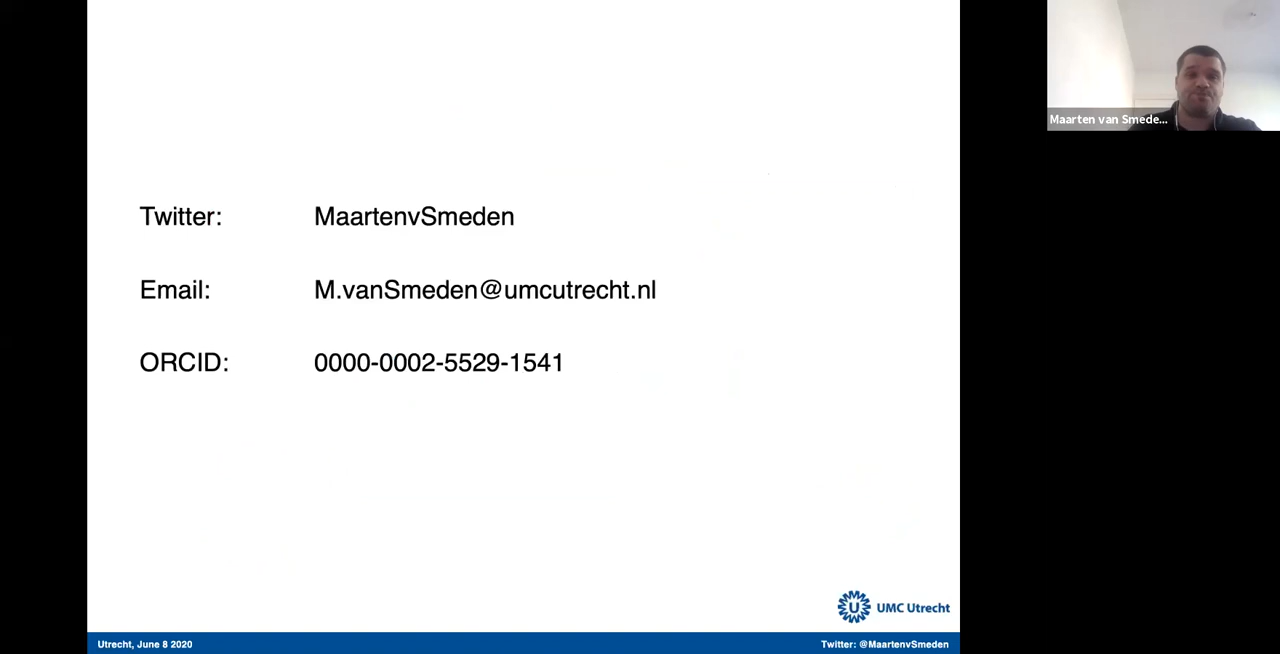 Maarten van Smede...
Twitter: MaartenvSmeden
Email: M.vanSmeden@umcutrecht.nl
ORCID: 0000-0002-5529-1541
U UMC Utrecht
Utrecht, June 8 2020 Twitter: @MaartenvSmeden